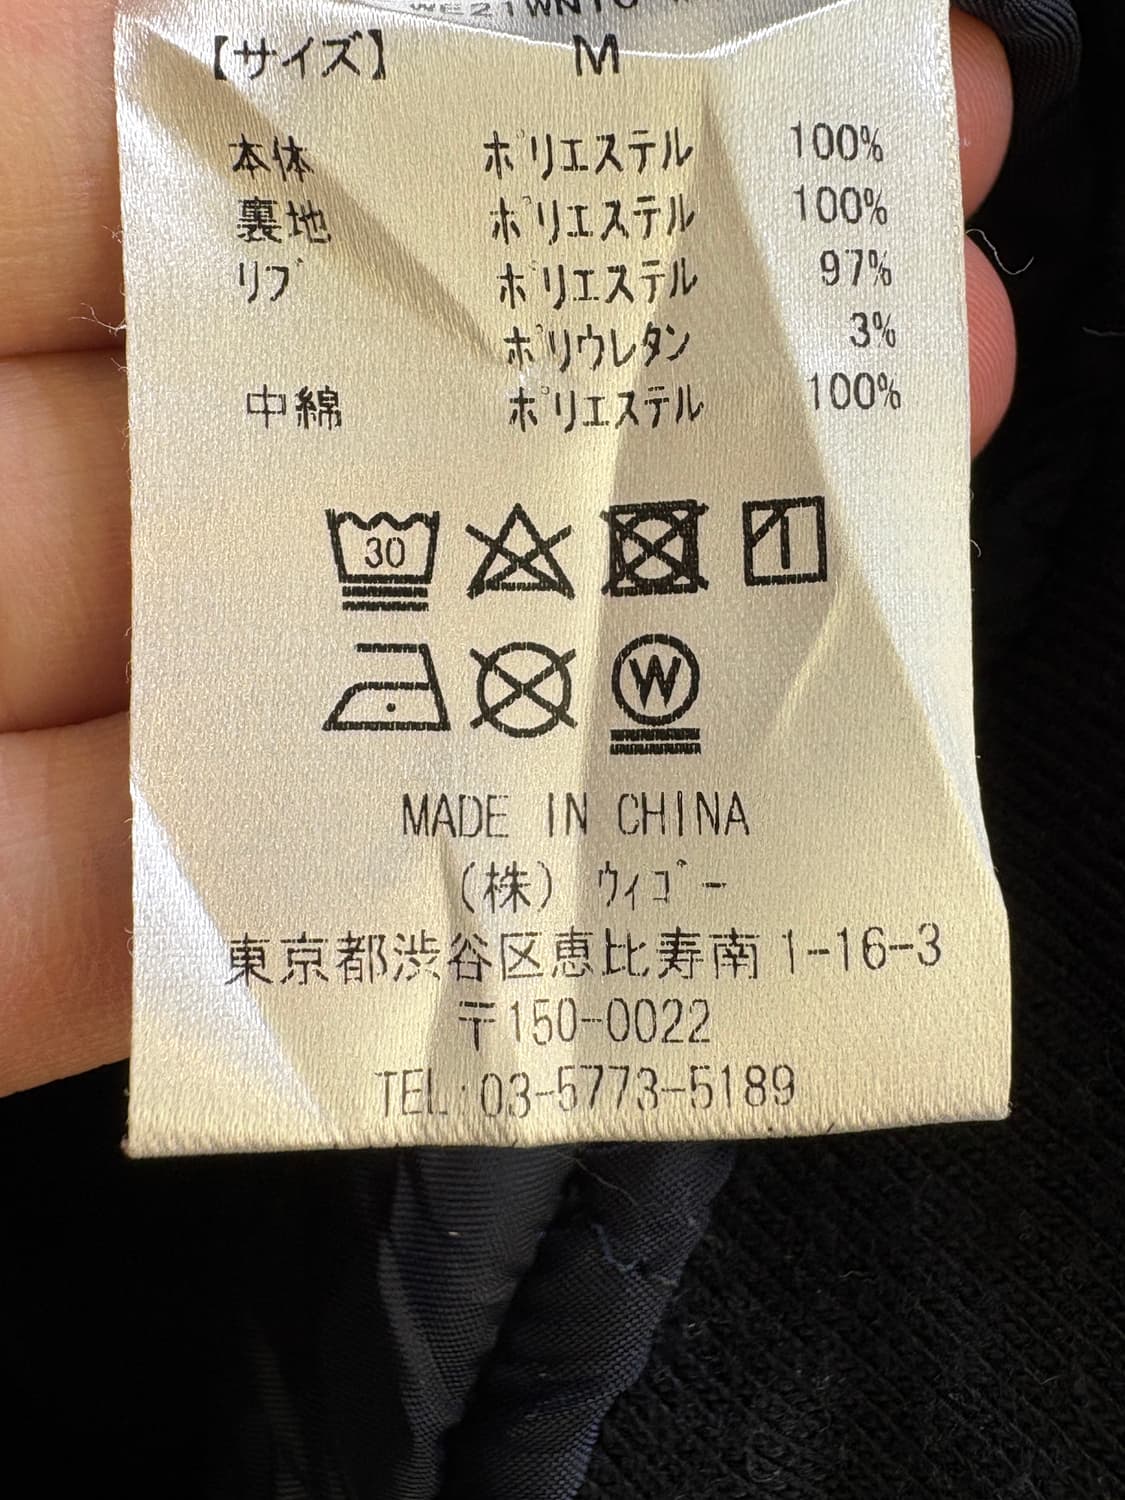 【サイズ】 M
本体 ポリエステル 100%
裏地 ポリエステル 100%
リブ ポリエステル 97%
ポリウレタン 3%
中綿 ポリエステル 100%
30
W
MADE IN CHINA
(株) ウィゴー
東京都渋谷区恵比寿南1-16-3
〒150-0022
TEL:03-5773-5189